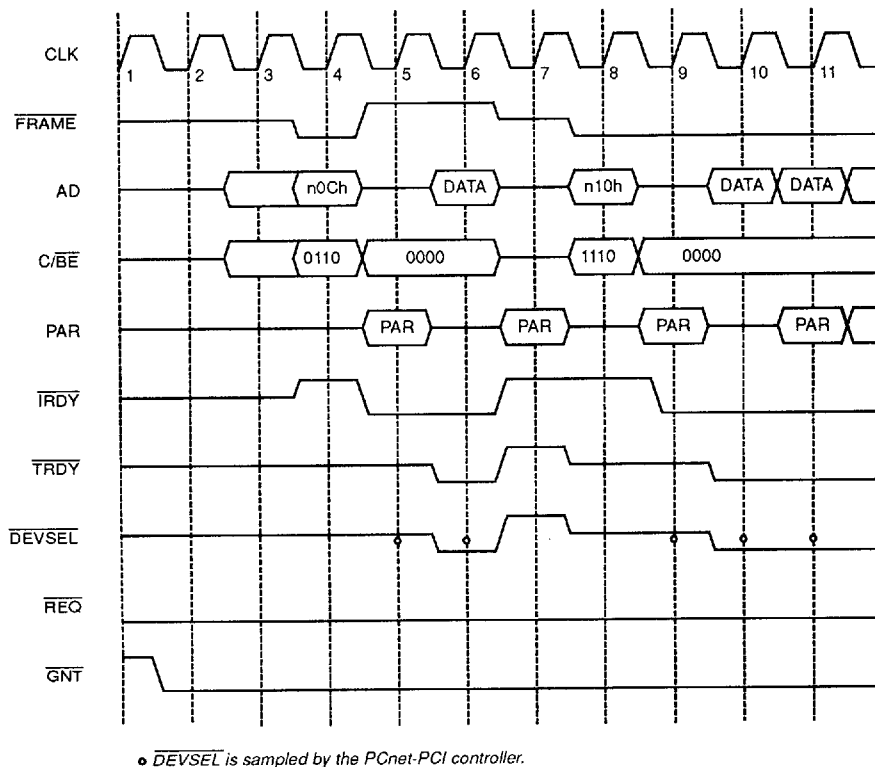 CLK
1 2 3 4 5 6 7 8 9 10 11
FRAME
AD n0Ch DATA n10h DATA DATA
C/BE 0110 0000 1110 0000
PAR PAR PAR PAR PAR
IRDY
TRDY
DEVSEL
REQ
GNT
DEVSEL is sampled by the PCnet-PCI controller.